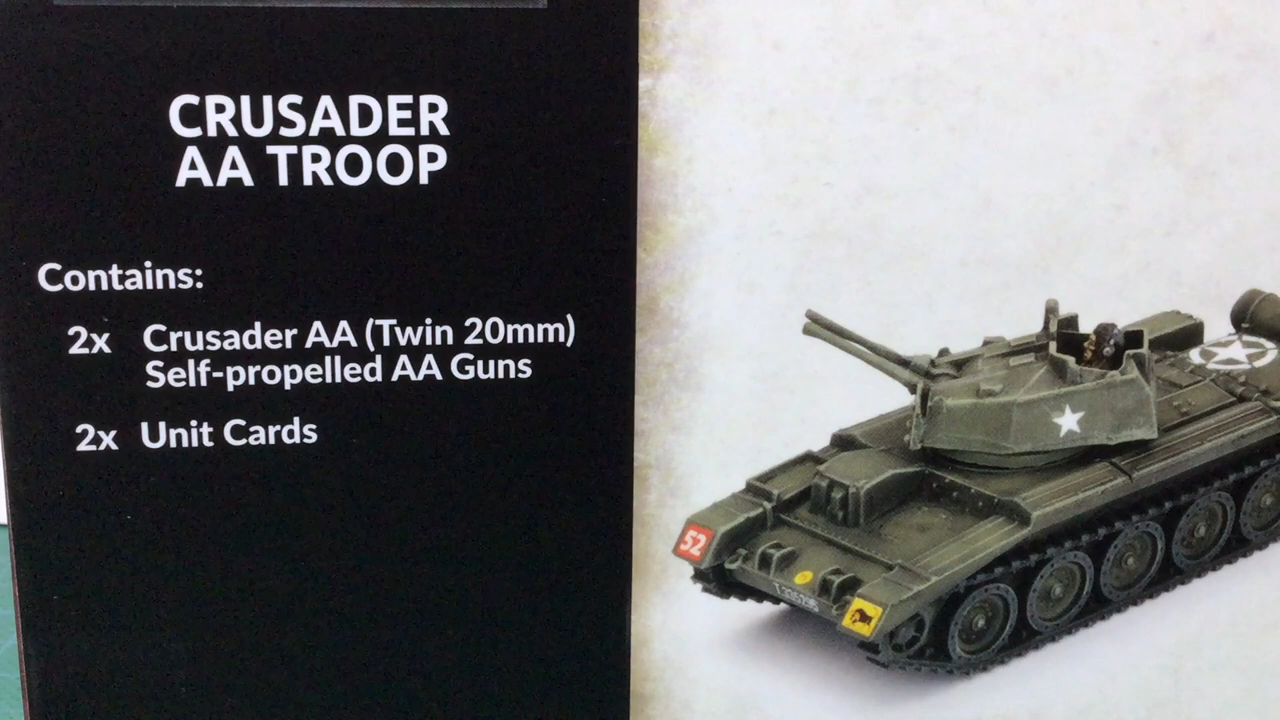 CRUSADER
AA TROOP
Contains:
2x Crusader AA (Twin 20mm)
Self-propelled AA Guns
2x Unit Cards
52